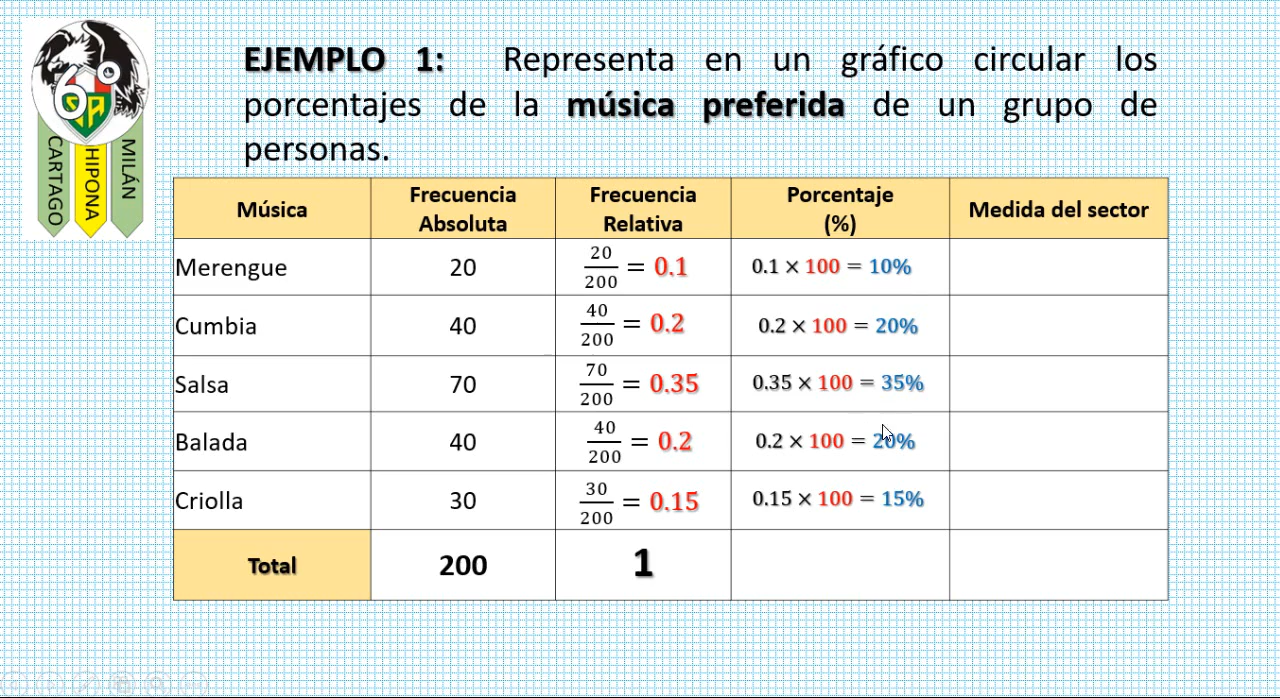 EJEMPLO 1: Representa en un gráfico circular los
porcentajes de la música preferida de un grupo de
personas.
6°
CARTAGO
HIPONA
MILÁN
Música Frecuencia Absoluta Frecuencia Relativa Porcentaje (%) Medida del sector
Merengue 20 20/200 = 0.1 0.1 × 100 = 10%
Cumbia 40 40/200 = 0.2 0.2 × 100 = 20%
Salsa 70 70/200 = 0.35 0.35 × 100 = 35%
Balada 40 40/200 = 0.2 0.2 × 100 = 20%
Criolla 30 30/200 = 0.15 0.15 × 100 = 15%
Total 200 1